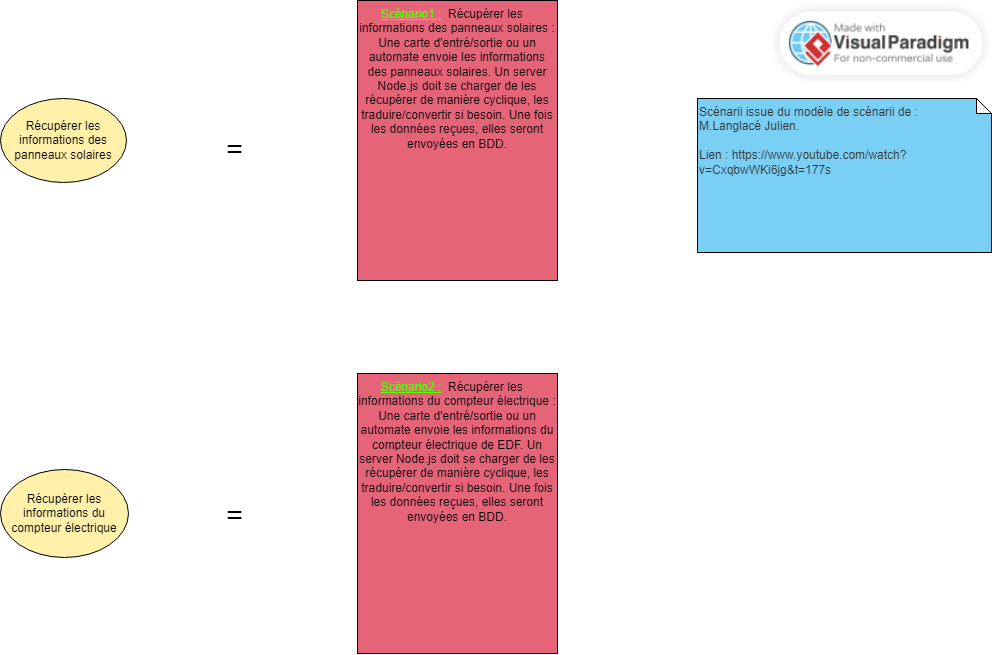 Récupérer les
informations des
panneaux solaires
=
Scénario1 :  Récupérer les
informations des panneaux solaires :
Une carte d'entré/sortie ou un
automate envoie les informations
des panneaux solaires. Un server
Node.js doit se charger de les
récupérer de manière cyclique, les
traduire/convertir si besoin. Une fois
les données reçues, elles seront
envoyées en BDD.
Made with
Visual Paradigm
For non-commercial use
Scénarii issue du modèle de scénarii de :
M.Langlacé Julien.
Lien : https://www.youtube.com/watch?
v=CxqbwWKi6jg&t=177s
Récupérer les
informations du
compteur électrique
=
Scénario2 :  Récupérer les
informations du compteur électrique :
Une carte d'entré/sortie ou un
automate envoie les informations du
compteur électrique de EDF. Un
server Node.js doit se charger de les
récupérer de manière cyclique, les
traduire/convertir si besoin. Une fois
les données reçues, elles seront
envoyées en BDD.